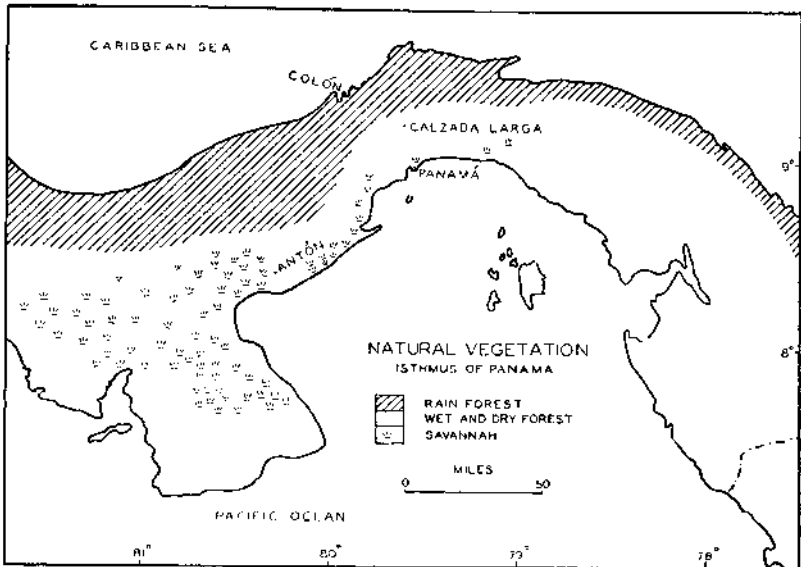 CARIBBEAN SEA
COLÓN
CALZADA LARGA
9°
PANAMÁ
ANTÓN
8°
NATURAL VEGETATION
ISTHMUS OF PANAMA
RAIN FOREST
WET AND DRY FOREST
SAVANNAH
MILES
0 50
PACIFIC OCEAN
81° 80° 79° 78°